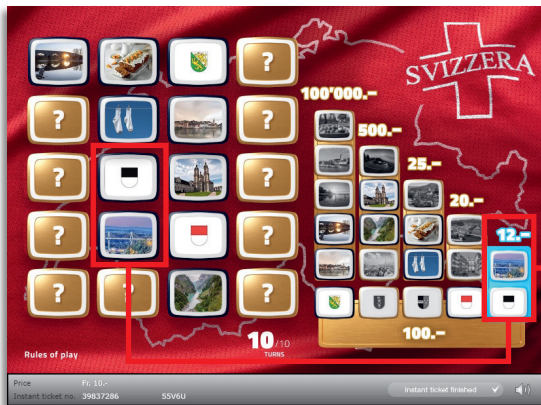 SVIZZERA
?
100'000.-
?
?
500.-
25.-
?
?
20.-
?
?
12.-
?
?
?
100.-
10/10
TURNS
Rules of play
Price Fr. 10.-
Instant ticket no. 39837286 S5V6U
Instant ticket finished